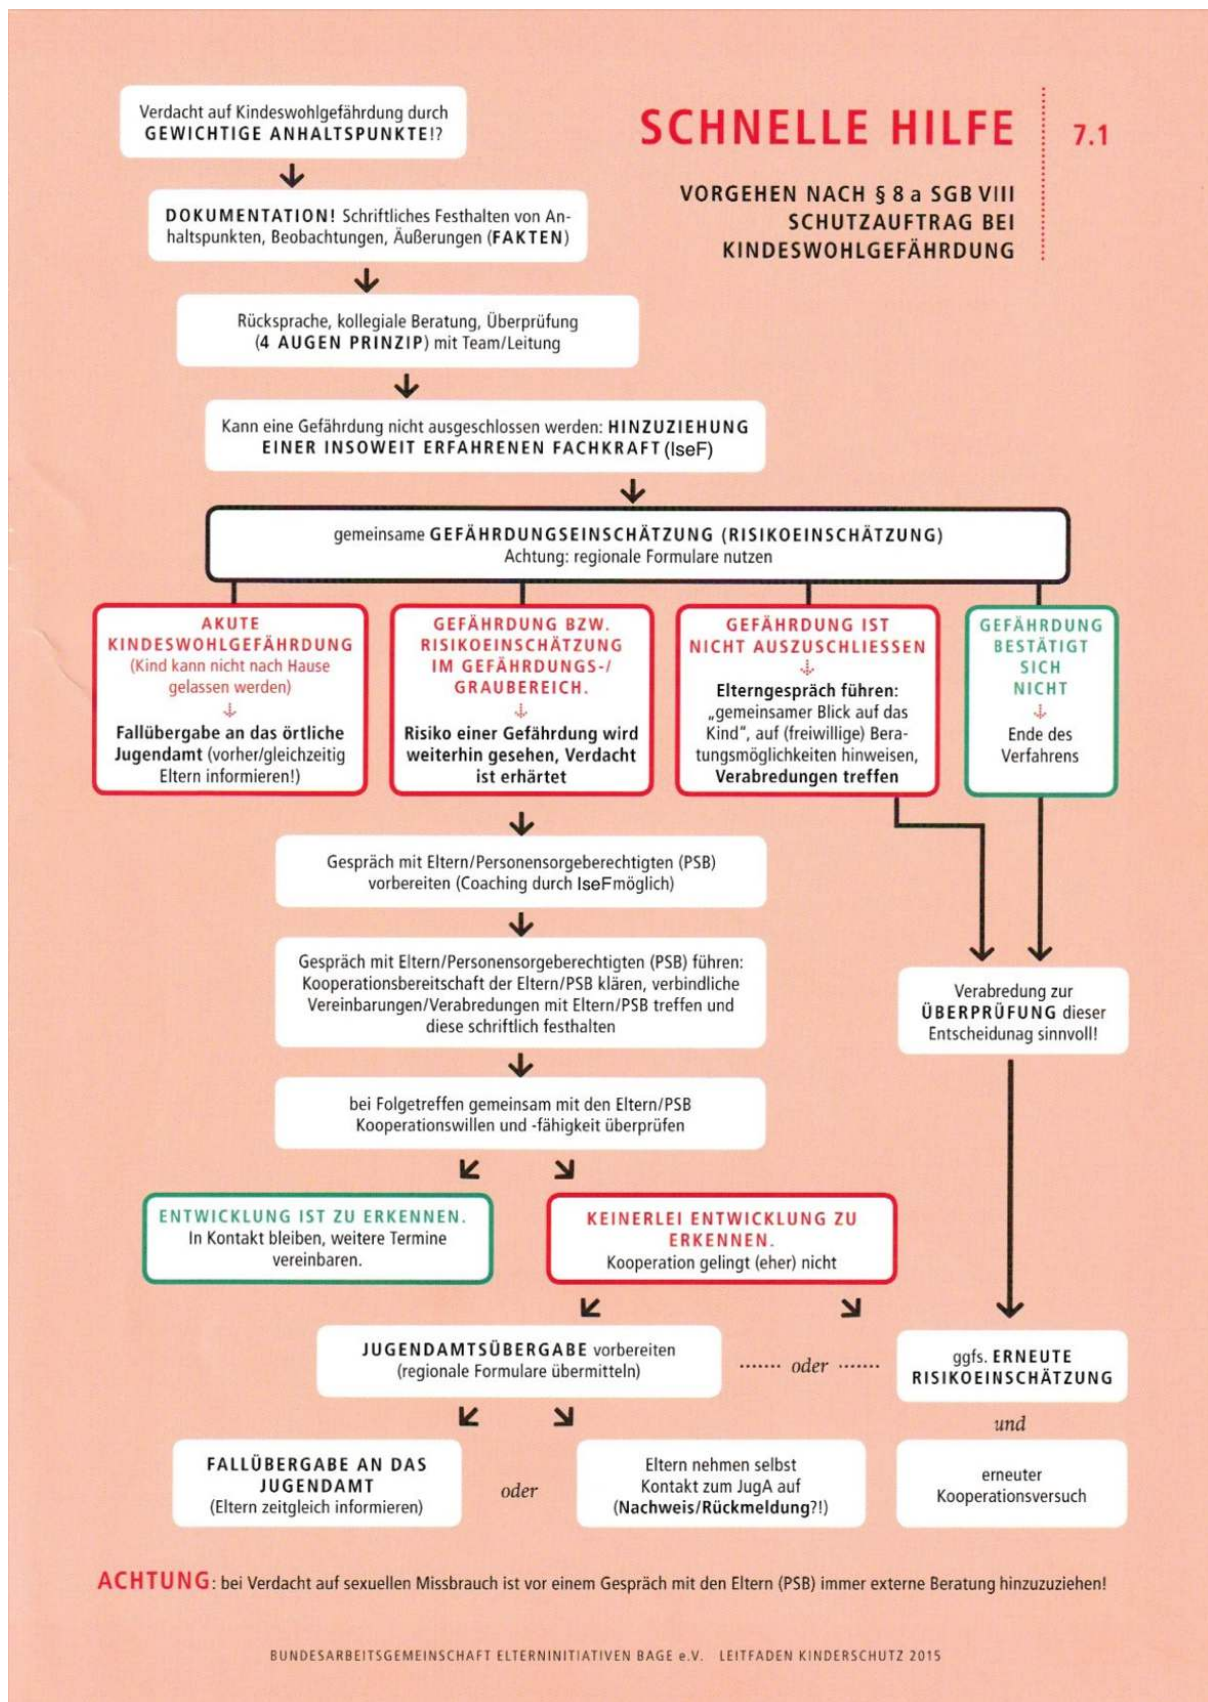 Verdacht auf Kindeswohlgefährdung durch
GEWICHTIGE ANHALTSPUNKTE!?
SCHNELLE HILFE
7.1
VORGEHEN NACH § 8 a SGB VIII
SCHUTZAUFTRAG BEI
KINDESWOHLGEFÄHRDUNG
DOKUMENTATION! Schriftliches Festhalten von An-
haltspunkten, Beobachtungen, Äußerungen (FAKTEN)
Rücksprache, kollegiale Beratung, Überprüfung
(4 AUGEN PRINZIP) mit Team/Leitung
Kann eine Gefährdung nicht ausgeschlossen werden: HINZUZIEHUNG
EINER INSOWEIT ERFAHRENEN FACHKRAFT (IseF)
gemeinsame GEFÄHRDUNGSEINSCHÄTZUNG (RISIKOEINSCHÄTZUNG)
Achtung: regionale Formulare nutzen
AKUTE
KINDESWOHLGEFÄHRDUNG
(Kind kann nicht nach Hause
gelassen werden)
Fallübergabe an das örtliche
Jugendamt (vorher/gleichzeitig
Eltern informieren!)
GEFÄHRDUNG BZW.
RISIKOEINSCHÄTZUNG
IM GEFÄHRDUNGS-/
GRAUBEREICH.
Risiko einer Gefährdung wird
weiterhin gesehen, Verdacht
ist erhärtet
GEFÄHRDUNG IST
NICHT AUSZUSCHLIESSEN
Elterngespräch führen:
„gemeinsamer Blick auf das
Kind“, auf (freiwillige) Bera-
tungsmöglichkeiten hinweisen,
Verabredungen treffen
GEFÄHRDUNG
BESTÄTIGT
SICH
NICHT
Ende des
Verfahrens
Gespräch mit Eltern/Personensorgeberechtigten (PSB)
vorbereiten (Coaching durch IseFmöglich)
Gespräch mit Eltern/Personensorgeberechtigten (PSB) führen:
Kooperationsbereitschaft der Eltern/PSB klären, verbindliche
Vereinbarungen/Verabredungen mit Eltern/PSB treffen und
diese schriftlich festhalten
Verabredung zur
ÜBERPRÜFUNG dieser
Entscheidunag sinnvoll!
bei Folgetreffen gemeinsam mit den Eltern/PSB
Kooperationswillen und -fähigkeit überprüfen
ENTWICKLUNG IST ZU ERKENNEN.
In Kontakt bleiben, weitere Termine
vereinbaren.
KEINERLEI ENTWICKLUNG ZU
ERKENNEN.
Kooperation gelingt (eher) nicht
JUGENDAMTSÜBERGABE vorbereiten
(regionale Formulare übermitteln)
....... oder .......
ggfs. ERNEUTE
RISIKOEINSCHÄTZUNG
und
FALLÜBERGABE AN DAS
JUGENDAMT
(Eltern zeitgleich informieren)
oder
Eltern nehmen selbst
Kontakt zum JugA auf
(Nachweis/Rückmeldung?!)
erneuter
Kooperationsversuch
ACHTUNG: bei Verdacht auf sexuellen Missbrauch ist vor einem Gespräch mit den Eltern (PSB) immer externe Beratung hinzuzuziehen!
BUNDESARBEITSGEMEINSCHAFT ELTERNINITIATIVEN BAGE e.V. LEITFADEN KINDERSCHUTZ 2015